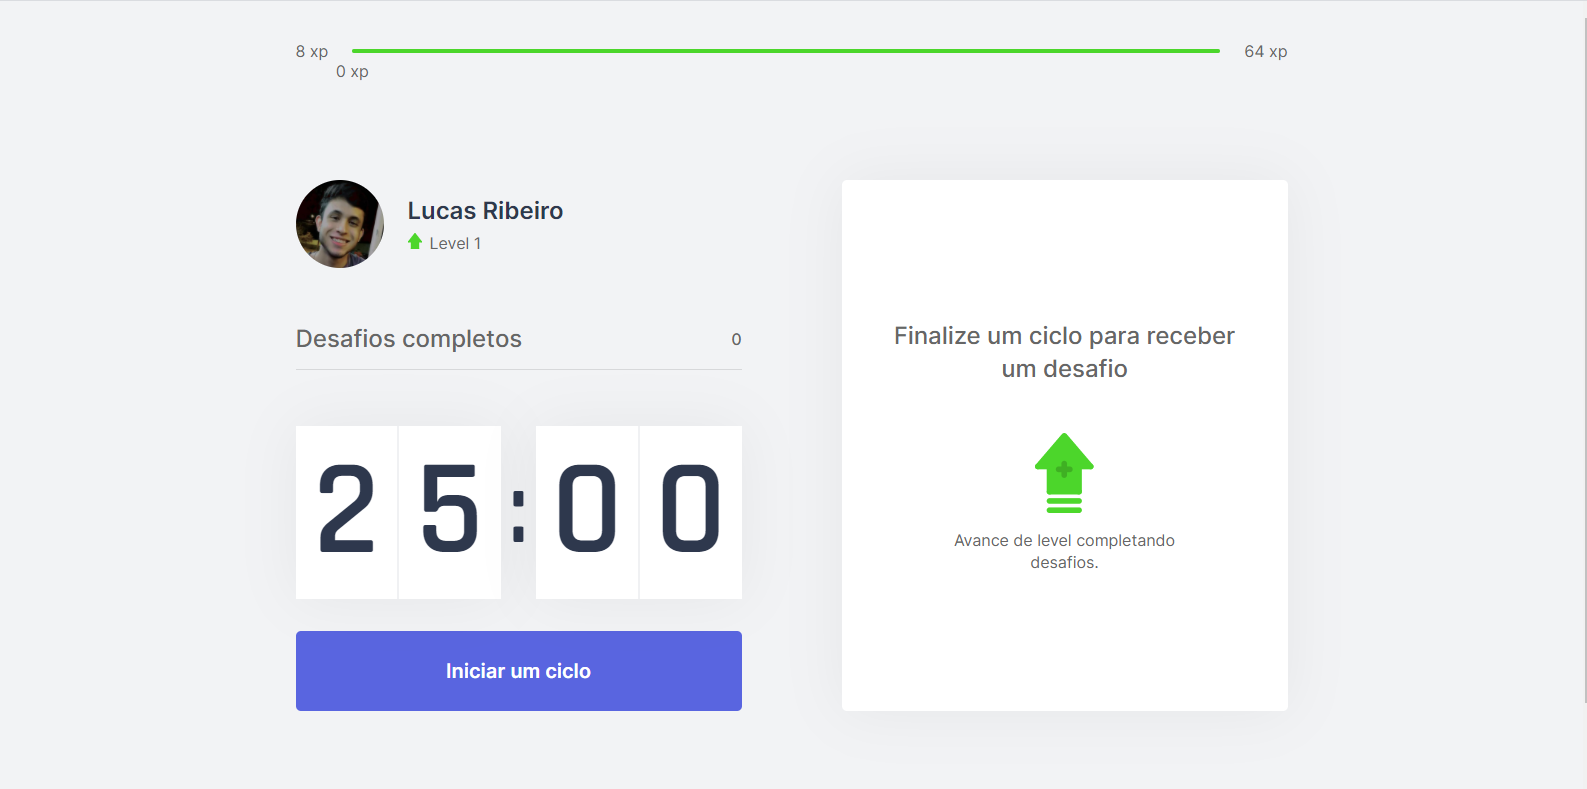 8 xp
64 xp
0 xp
Lucas Ribeiro
Level 1
Desafios completos
0
25:00
Iniciar um ciclo
Finalize um ciclo para receber
um desafio
Avance de level completando
desafios.